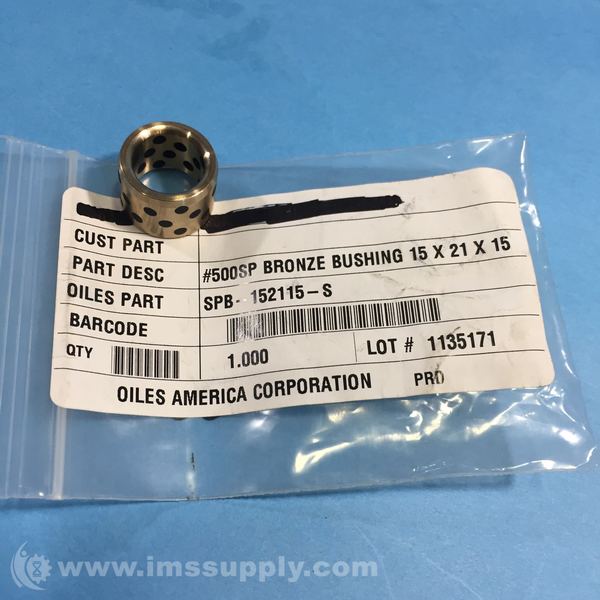 CUST PART
PART DESC #500SP BRONZE BUSHING 15 X 21 X 15
OILES PART SPB- 152115-S
BARCODE
QTY 1.000 LOT # 1135171
OILES AMERICA CORPORATION PRO
www.imssupply.com